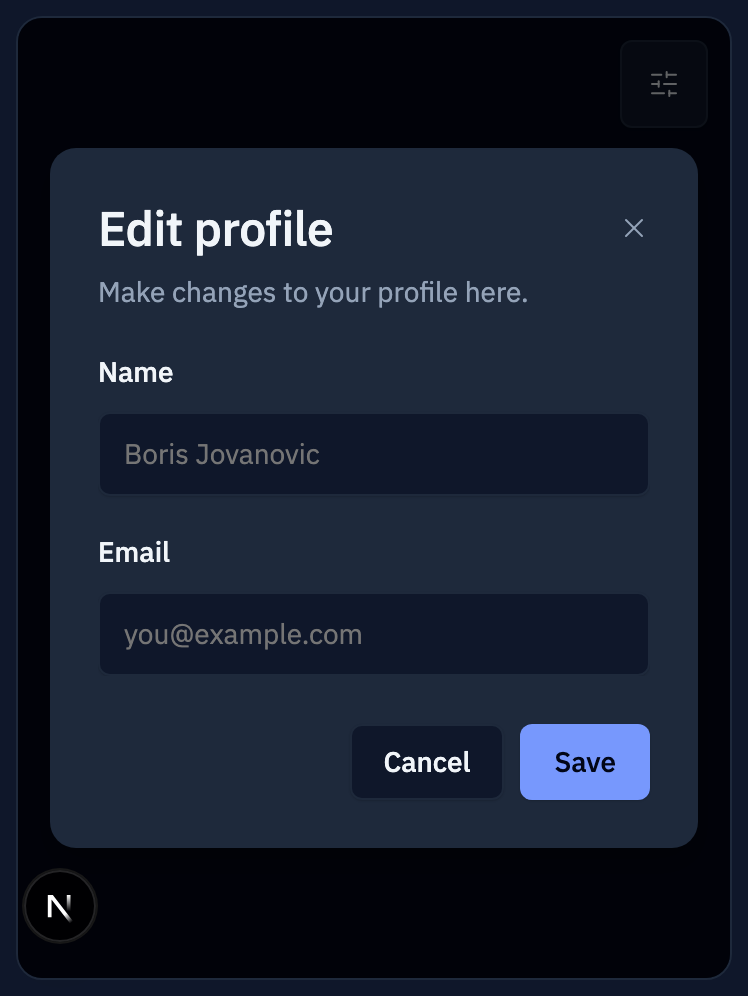 Edit profile
Make changes to your profile here.
Name
Boris Jovanovic
Email
you@example.com
Cancel
Save
N